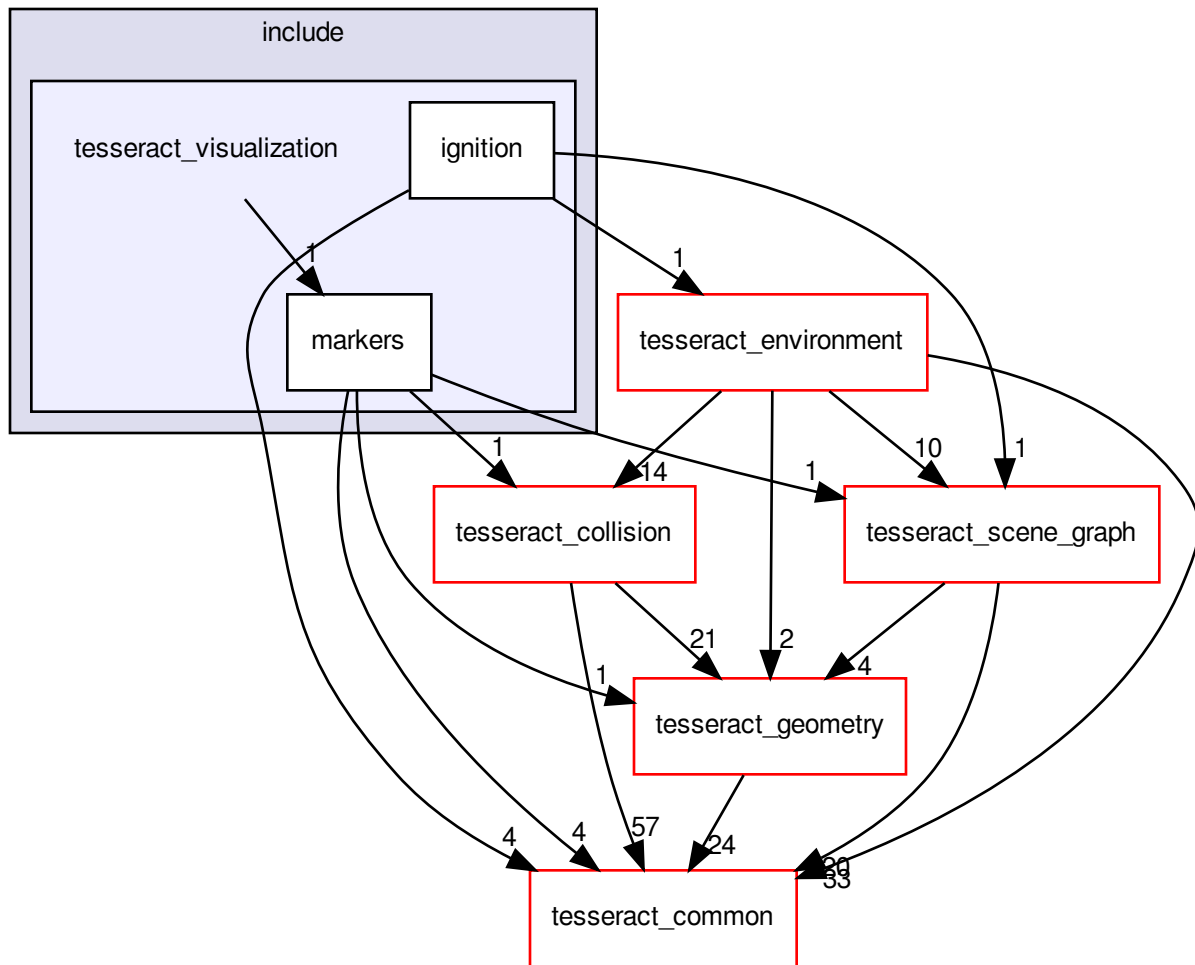 include
tesseract_visualization
ignition
1
1
markers
tesseract_environment
1
14
1
10
1
tesseract_collision
tesseract_scene_graph
1
21
2
4
tesseract_geometry
4
4
57
24
33
tesseract_common